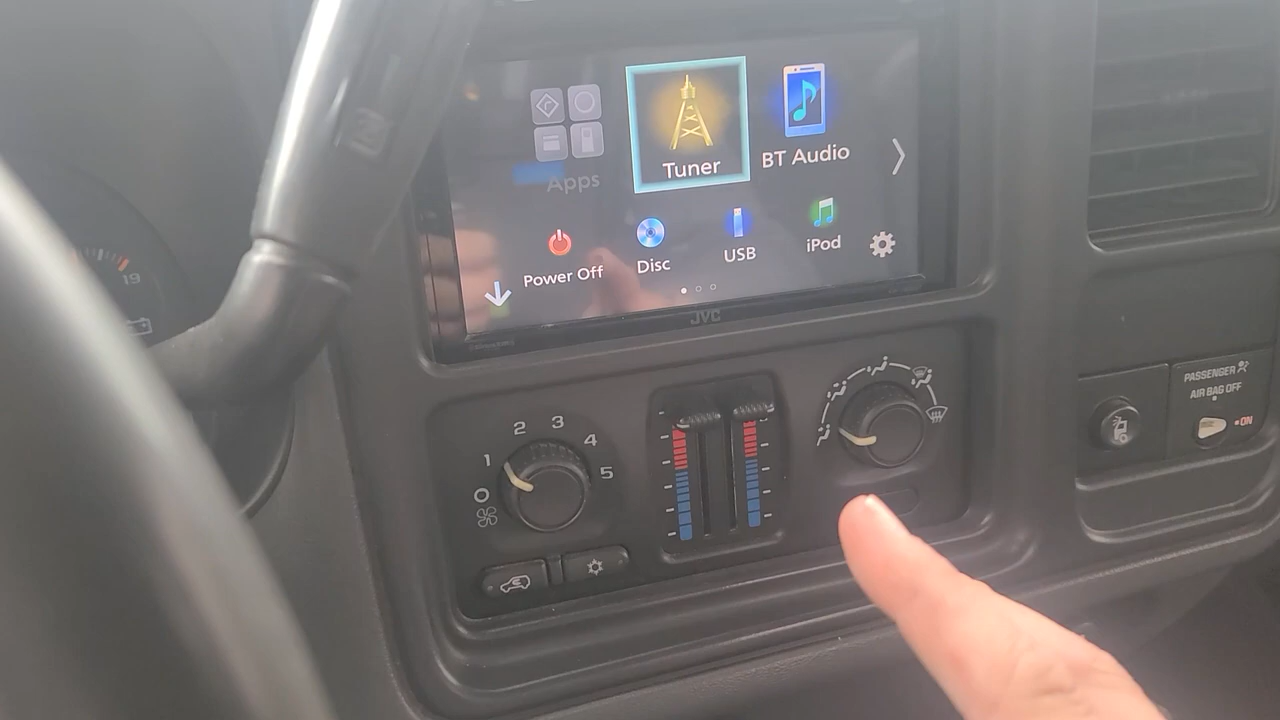 Tuner
BT Audio
Apps
Power Off
Disc
USB
iPod
JVC
19
0
1
2
3
4
5
PASSENGER
AIR BAG OFF
ON